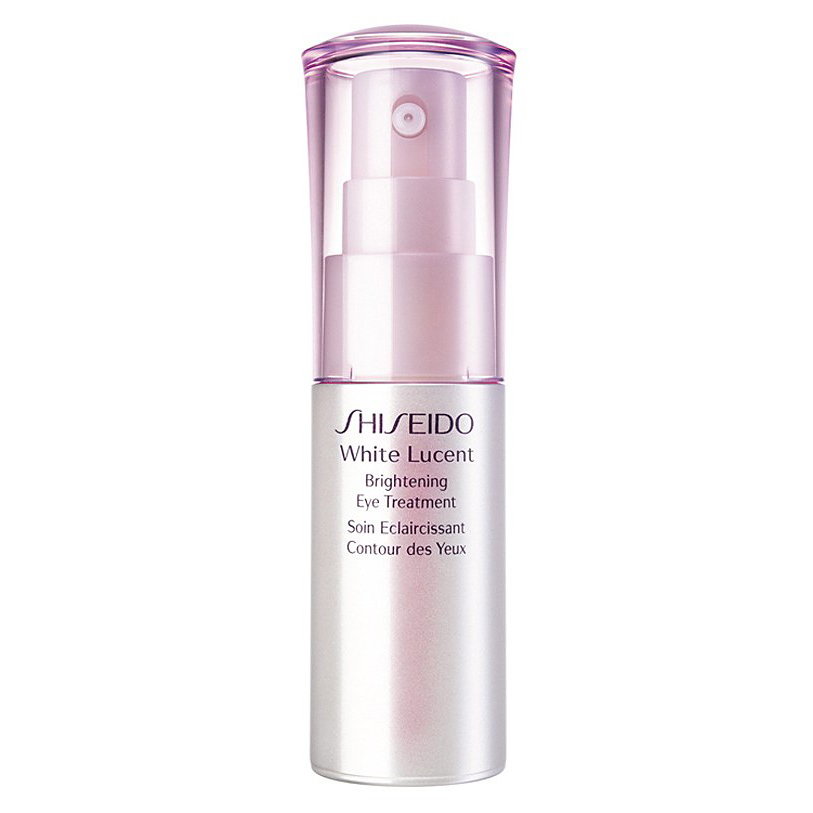 SHISEIDO
White Lucent
Brightening
Eye Treatment
Soin Eclaircissant
Contour des Yeux